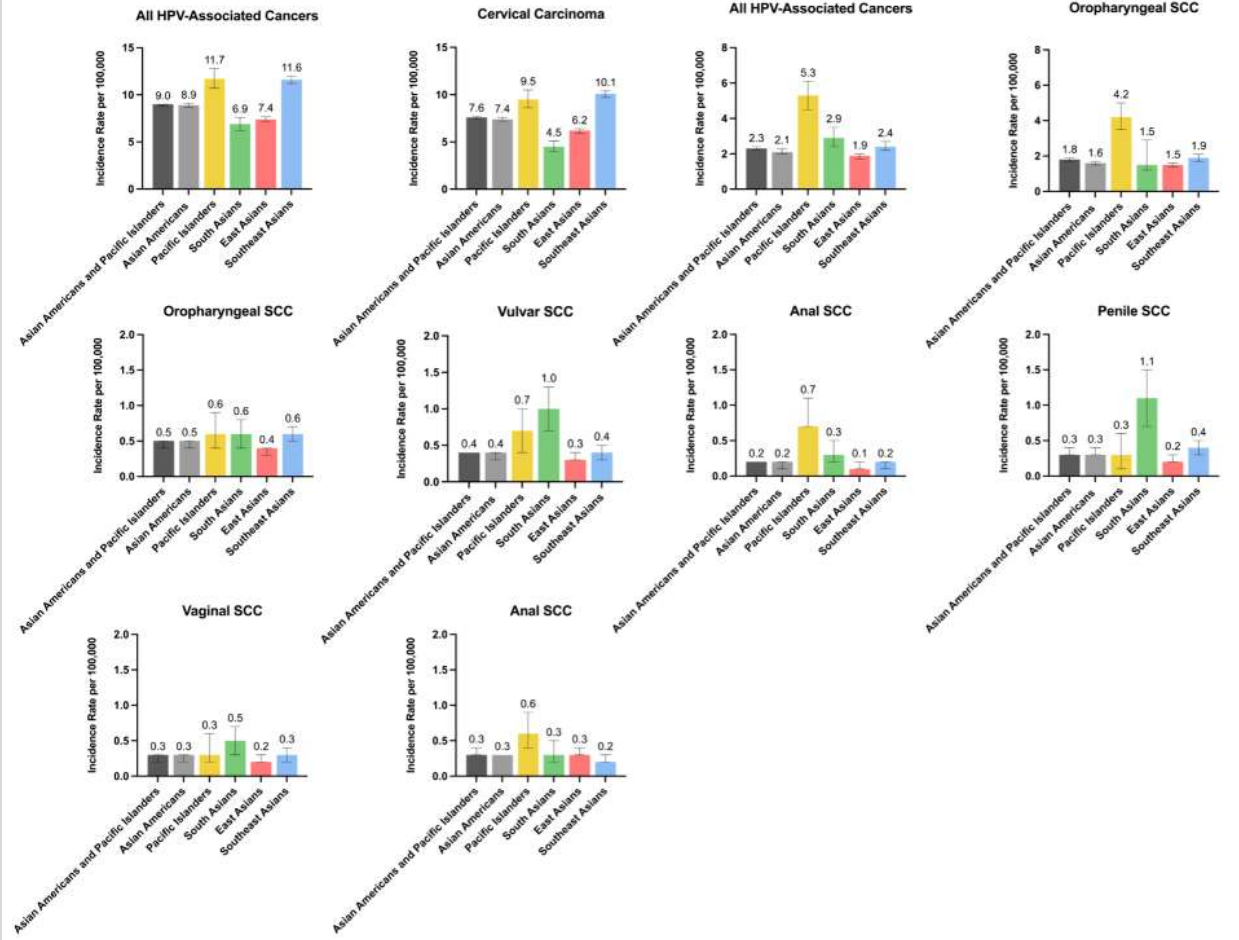 All HPV-Associated Cancers
Incidence Rate per 100,000
15
10
5
0
9.0
8.9
11.7
6.9
7.4
11.6
Asian Americans and Pacific Islanders
Asian Americans
Pacific Islanders
South Asians
East Asians
Southeast Asians
Cervical Carcinoma
Incidence Rate per 100,000
15
10
5
0
7.6
7.4
9.5
4.5
6.2
10.1
Asian Americans and Pacific Islanders
Asian Americans
Pacific Islanders
South Asians
East Asians
Southeast Asians
All HPV-Associated Cancers
Incidence Rate per 100,000
8
6
4
2
0
2.3
2.1
5.3
2.9
1.9
2.4
Asian Americans and Pacific Islanders
Asian Americans
Pacific Islanders
South Asians
East Asians
Southeast Asians
Oropharyngeal SCC
Incidence Rate per 100,000
8
6
4
2
0
1.8
1.6
4.2
1.5
1.5
1.9
Asian Americans and Pacific Islanders
Asian Americans
Pacific Islanders
South Asians
East Asians
Southeast Asians
Oropharyngeal SCC
Incidence Rate per 100,000
2.0
1.5
1.0
0.5
0.0
0.5
0.5
0.6
0.6
0.4
0.6
Asian Americans and Pacific Islanders
Asian Americans
Pacific Islanders
South Asians
East Asians
Southeast Asians
Vulvar SCC
Incidence Rate per 100,000
2.0
1.5
1.0
0.5
0.0
0.4
0.4
0.7
1.0
0.3
0.4
Asian Americans and Pacific Islanders
Asian Americans
Pacific Islanders
South Asians
East Asians
Southeast Asians
Anal SCC
Incidence Rate per 100,000
2.0
1.5
1.0
0.5
0.0
0.2
0.2
0.7
0.3
0.1
0.2
Asian Americans and Pacific Islanders
Asian Americans
Pacific Islanders
South Asians
East Asians
Southeast Asians
Penile SCC
Incidence Rate per 100,000
2.0
1.5
1.0
0.5
0.0
0.3
0.3
0.3
1.1
0.2
0.4
Asian Americans and Pacific Islanders
Asian Americans
Pacific Islanders
South Asians
East Asians
Southeast Asians
Vaginal SCC
Incidence Rate per 100,000
2.0
1.5
1.0
0.5
0.0
0.3
0.3
0.3
0.5
0.2
0.3
Asian Americans and Pacific Islanders
Asian Americans
Pacific Islanders
South Asians
East Asians
Southeast Asians
Anal SCC
Incidence Rate per 100,000
2.0
1.5
1.0
0.5
0.0
0.3
0.3
0.6
0.3
0.3
0.2
Asian Americans and Pacific Islanders
Asian Americans
Pacific Islanders
South Asians
East Asians
Southeast Asians